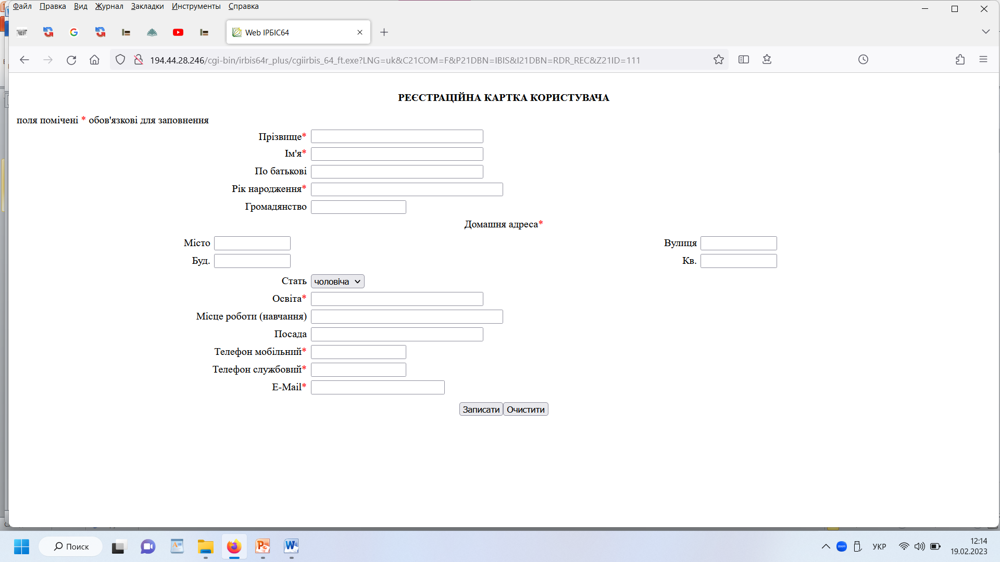 Файл Правка Вид Журнал Закладки Инструменты Справка
Web ІРБІС64
194.44.28.246/cgi-bin/irbis64r_plus/cgiirbis_64_ft.exe?LNG=uk&C21COM=F&P21DBN=IBIS&I21DBN=RDR_REC&Z21ID=111
РЕЄСТРАЦІЙНА КАРТКА КОРИСТУВАЧА
поля помічені * обов'язкові для заповнення
Прізвище*
Ім'я*
По батькові
Рік народження*
Громадянство
Домашня адреса*
Місто Вулиця
Буд. Кв.
Стать чоловіча
Освіта*
Місце роботи (навчання)
Посада
Телефон мобільний*
Телефон службовий*
E-Mail*
Записати Очистити
Поиск
zoom
УКР
12:14
19.02.2023